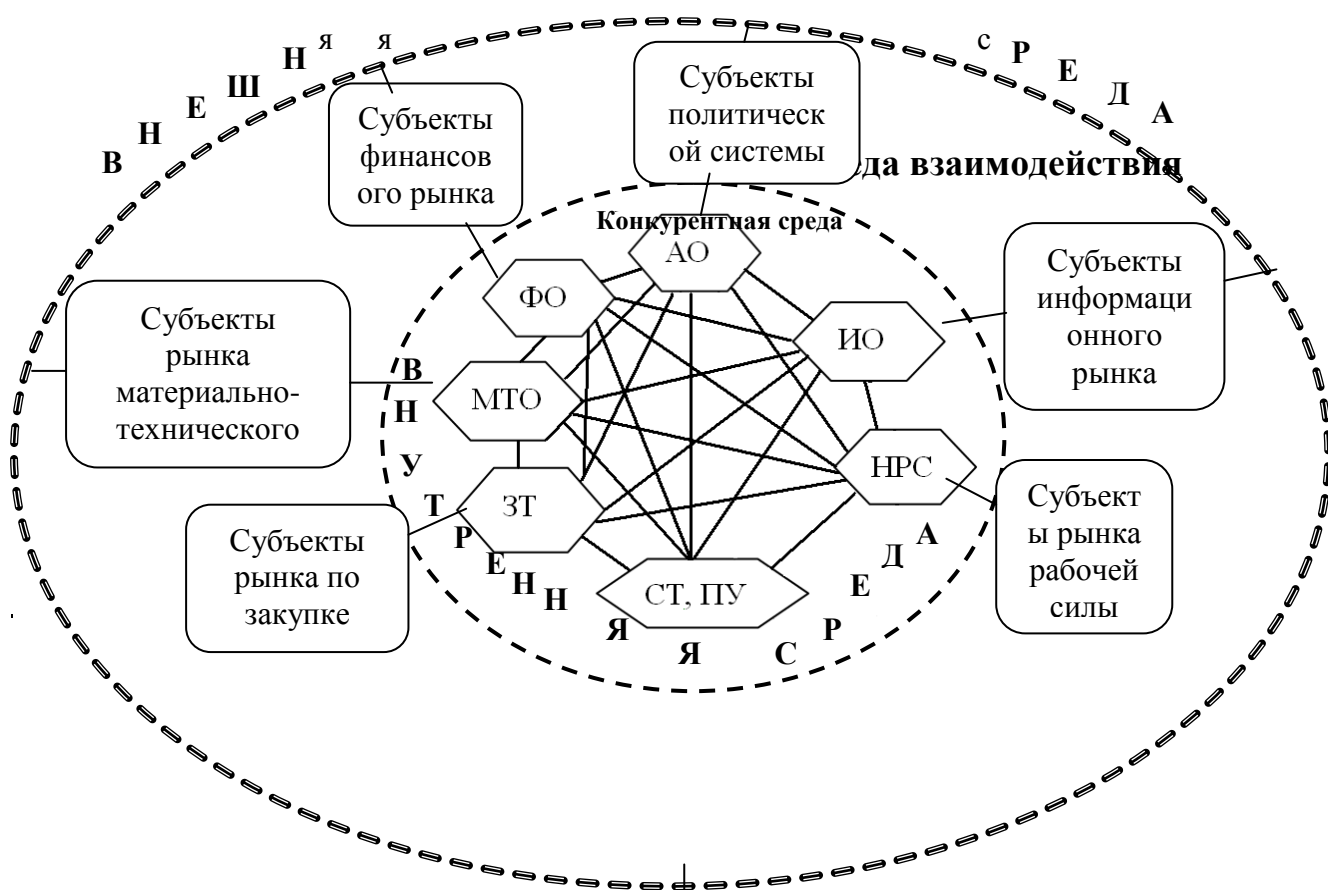 В Н Е Ш Н Я Я
с Р Е Д А
Субъекты
политическ
ой системы
Субъекты
финансов
ого рынка
да взаимодействия
Конкурентная среда
АО
Субъекты
информаци
онного
рынка
ФО
ИО
Субъекты
рынка
материально-
технического
МТО
НРС
Субъект
ы рынка
рабочей
силы
ЗТ
Субъекты
рынка по
закупке
СТ, ПУ
В Н У Т Р Е Н Н Я Я
С Р Е Д А